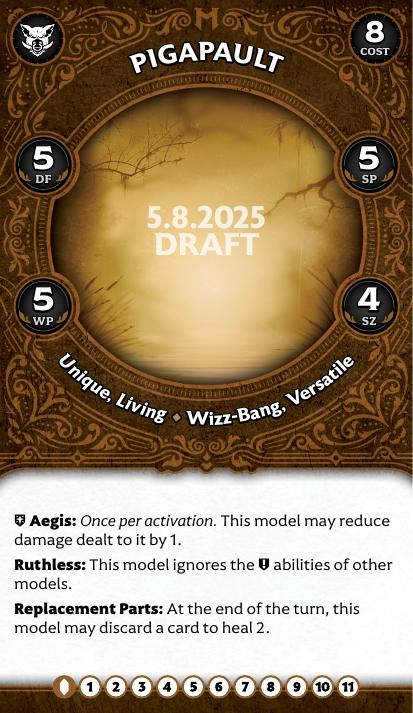 PIGAPAULT
8
COST
5
DF
5
SP
5.8.2025
DRAFT
5
WP
4
SZ
Unique, Living ◆ Wizz-Bang, Versatile
Aegis: Once per activation. This model may reduce
damage dealt to it by 1.
Ruthless: This model ignores the abilities of other
models.
Replacement Parts: At the end of the turn, this
model may discard a card to heal 2.
1 2 3 4 5 6 7 8 9 10 11